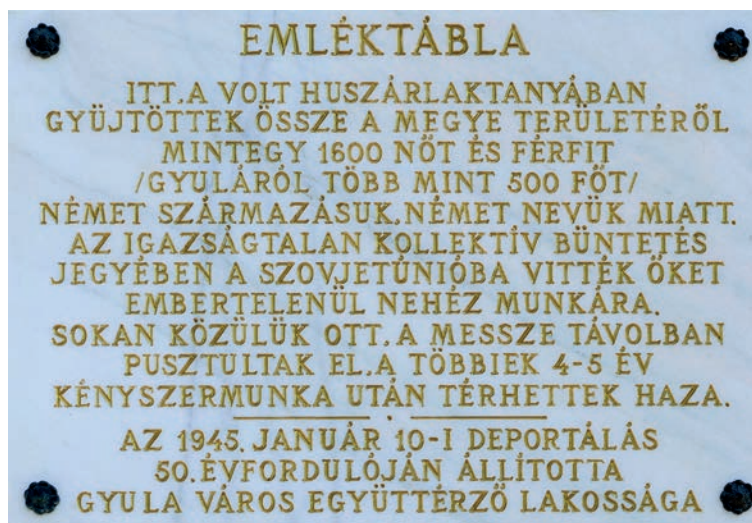 EMLÉKTÁBLA
ITT.A VOLT HUSZÁRLAKTANYÁBAN
GYÜJTÖTTEK ÖSSZE A MEGYE TERÜLETÉRŐL
MINTEGY 1600 NŐT ÉS FÉRFIT
/GYULÁRÓL TÖBB MINT 500 FŐT/
NÉMET SZÁRMAZÁSUK,NÉMET NEVÜK MIATT.
AZ IGAZSÁGTALAN KOLLEKTÍV BÜNTETÉS
JEGYÉBEN A SZOVJETÚNIÓBA VITTÉK ŐKET
EMBERTELENÜL NEHÉZ MUNKÁRA.
SOKAN KÖZÜLÜK OTT.A MESSZE TÁVOLBAN
PUSZTULTAK EL.A TÖBBIEK 4-5 ÉV
KÉNYSZERMUNKA UTÁN TÉRHETTEK HAZA.
AZ 1945. JANUÁR 10-I DEPORTÁLÁS
50.ÉVFORDULÓJÁN ÁLLÍTOTTA
GYULA VÁROS EGYÜTTÉRZŐ LAKOSSÁGA